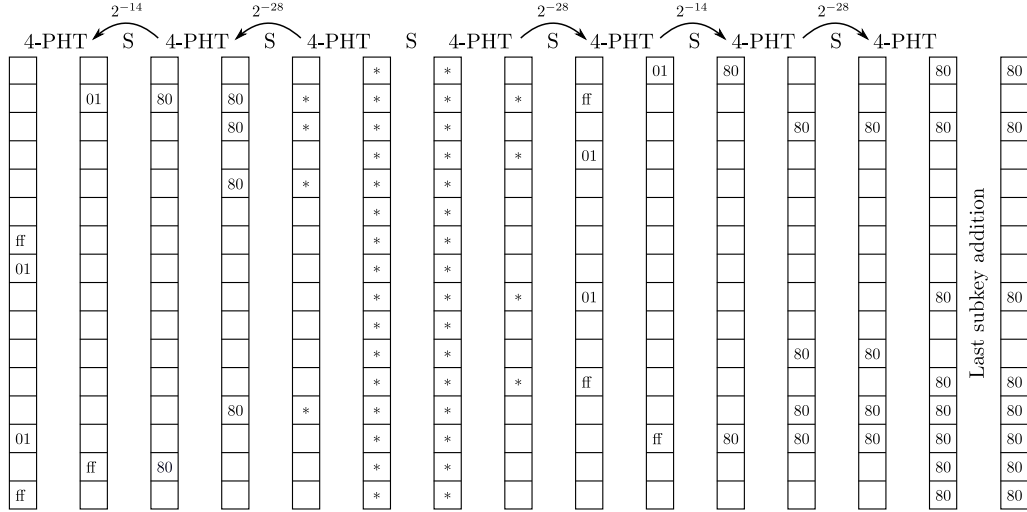 2^{-14} 2^{-28} 2^{-28} 2^{-14} 2^{-28}
4-PHT S 4-PHT S 4-PHT S 4-PHT S 4-PHT S 4-PHT S 4-PHT
* * 01 80 80 80
01 80 80 * * * * ff
80 * * * 80 80 80 80
* * * 01
80 * * *
* *
ff * *
01 * *
* * * 01 80 80
* *
* * 80 80
* * * ff 80 80
80 * * * 80 80 80 80
01 * * ff 80 80 80 80 80
ff 80 * * 80 80
ff * * 80 80
Last subkey addition